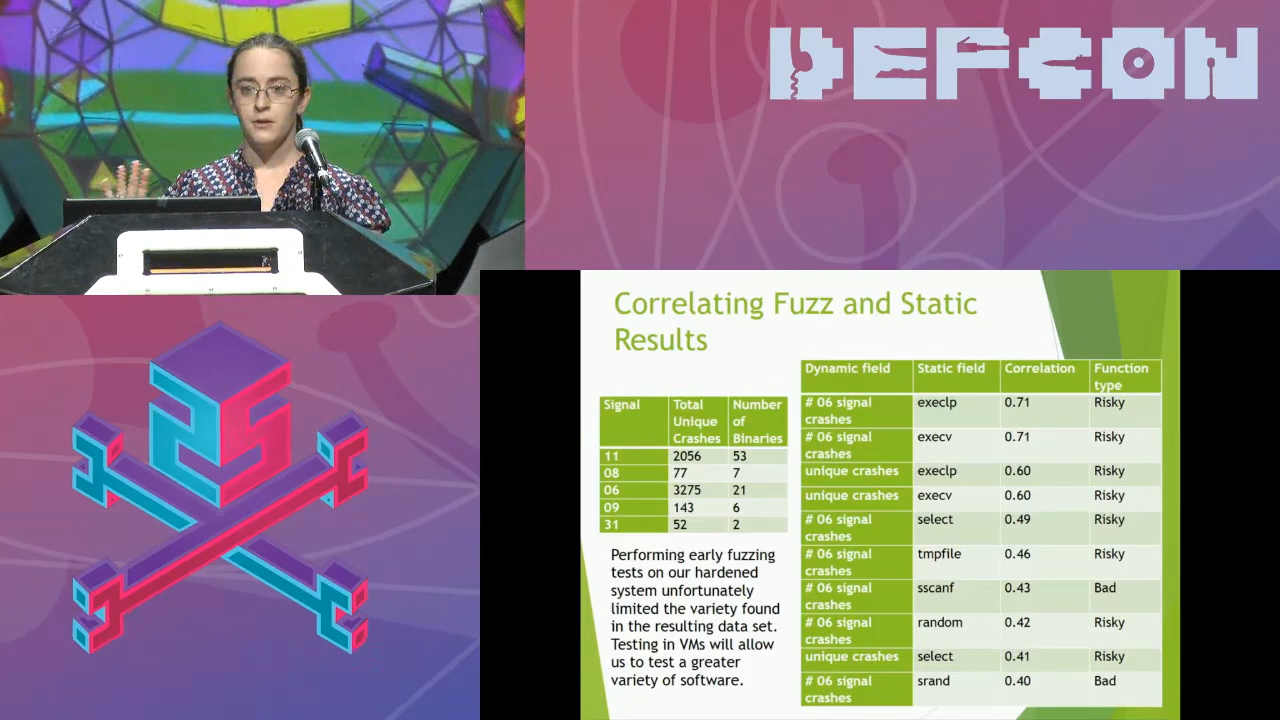 DEFCON
Correlating Fuzz and Static
Results
Signal Total Unique Crashes Number of Binaries
11 2056 53
08 77 7
06 3275 21
09 143 6
31 52 2
Performing early fuzzing
tests on our hardened
system unfortunately
limited the variety found
in the resulting data set.
Testing in VMs will allow
us to test a greater
variety of software.
Dynamic field Static field Correlation Function type
# 06 signal crashes execlp 0.71 Risky
# 06 signal crashes execv 0.71 Risky
unique crashes execlp 0.60 Risky
unique crashes execv 0.60 Risky
# 06 signal crashes select 0.49 Risky
# 06 signal crashes tmpfile 0.46 Risky
# 06 signal crashes sscanf 0.43 Bad
# 06 signal crashes random 0.42 Risky
unique crashes select 0.41 Risky
# 06 signal crashes srand 0.40 Bad